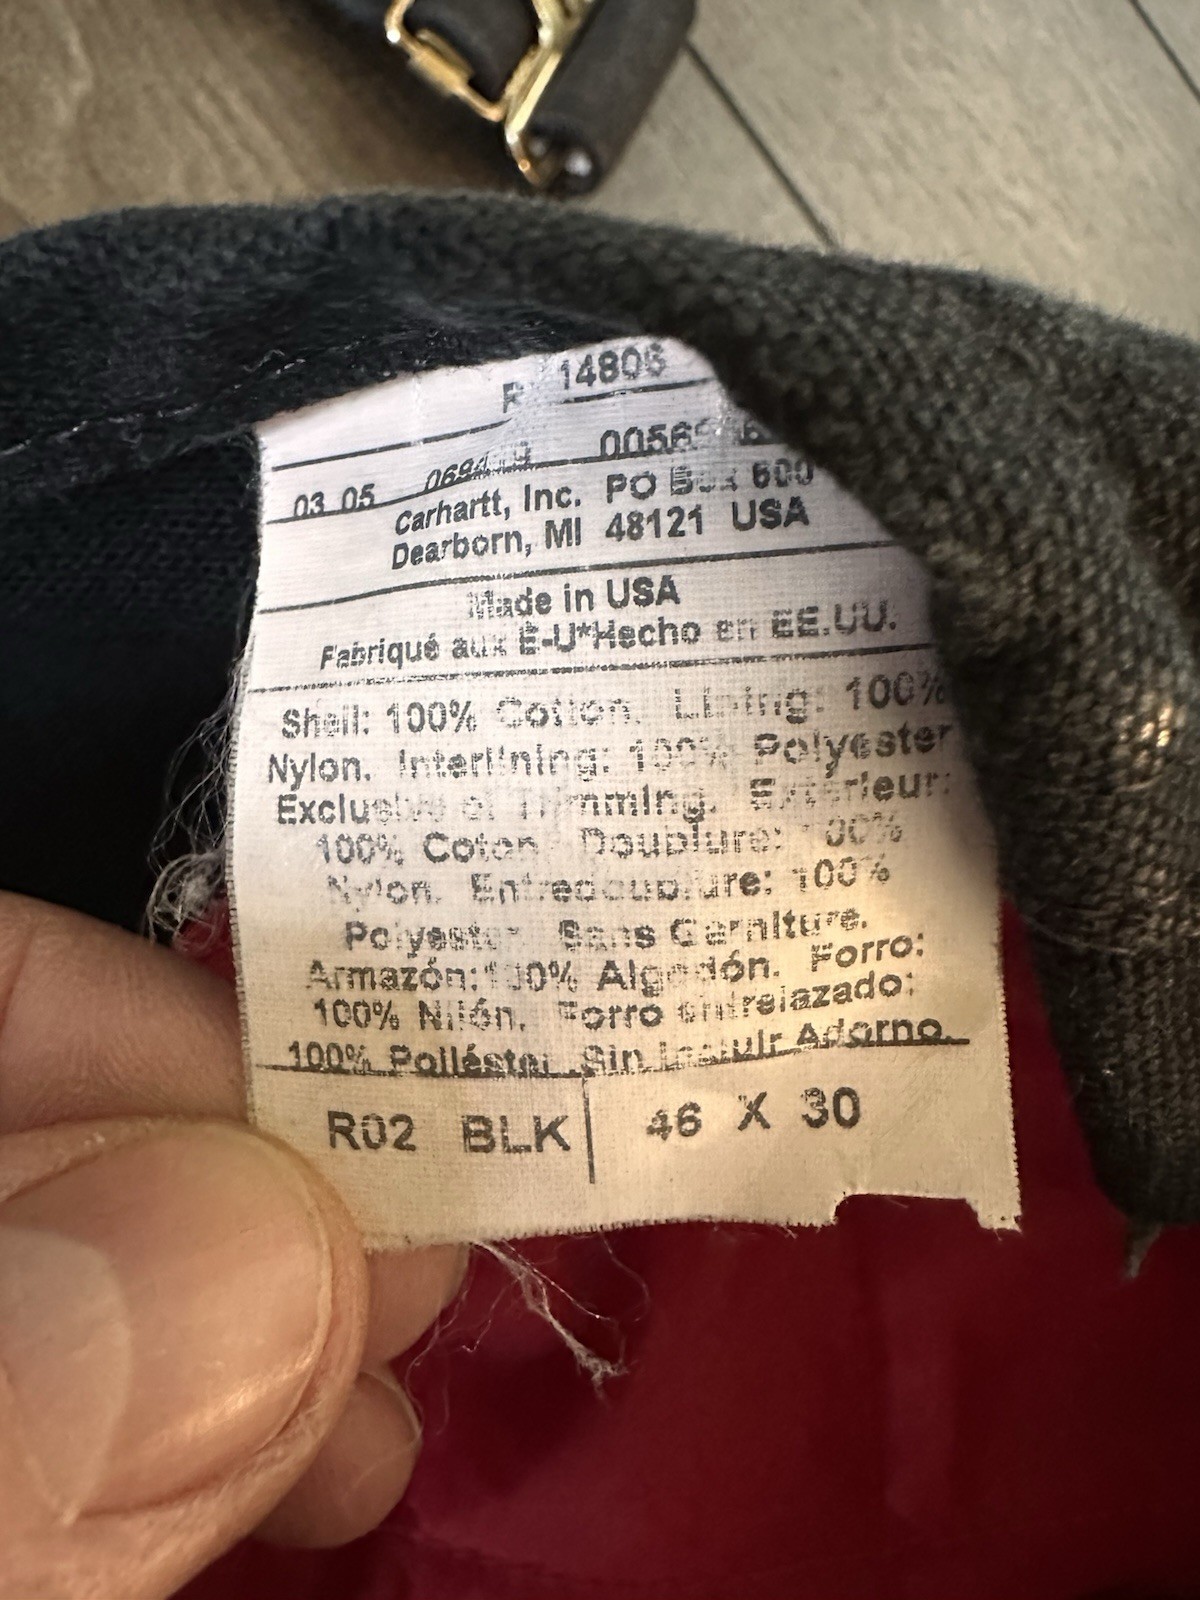 R 14806
03 05
Carhartt, Inc. PO Box 600
Dearborn, MI 48121 USA
Made in USA
Fabriqué aux E-U*Hecho en EE.UU.
Shell: 100% Cotton. Lining: 100%
Nylon. Interlining: 100% Polyester
Exclusive of Trimming. Extérieur:
100% Coton. Doublure: 100%
Nylon. Entredoublure: 100%
Polyester. Sans Garniture.
Armazón: 100% Algodón. Forro:
100% Nilón. Forro entrelazado:
100% Poliéster. Sin Incluir Adorno.
R02 BLK 46 X 30